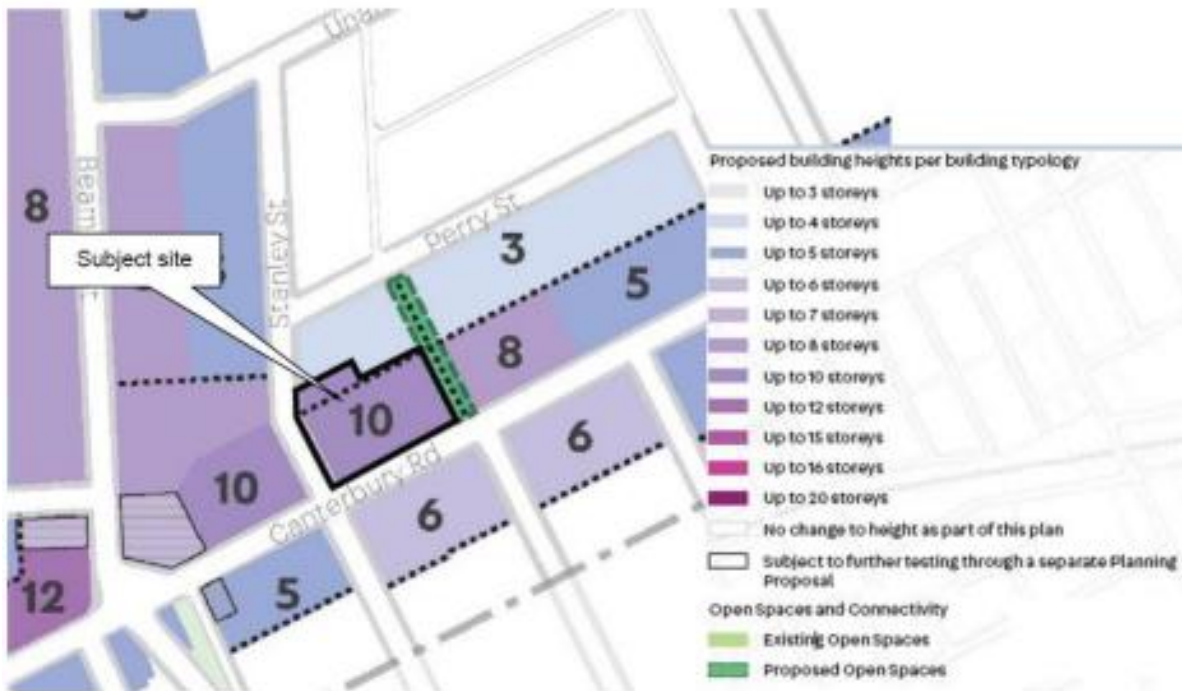 8
Beam
Subject site
Stanley St
Perry St
3
5
8
10
10
Canterbury Rd
6
6
5
12
Proposed building heights per building typology
Up to 3 storeys
Up to 4 storeys
Up to 5 storeys
Up to 6 storeys
Up to 7 storeys
Up to 8 storeys
Up to 10 storeys
Up to 12 storeys
Up to 15 storeys
Up to 16 storeys
Up to 20 storeys
No change to height as part of this plan
Subject to further testing through a separate Planning
Proposal
Open Spaces and Connectivity
Existing Open Spaces
Proposed Open Spaces